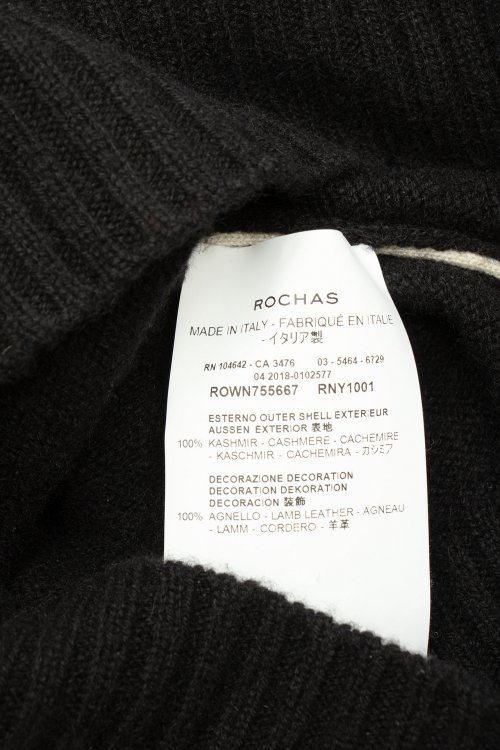 ROCHAS
MADE IN ITALY - FABRIQUÉ EN ITALIE
- イタリア製
RN 104642 - CA 3476 03 - 5464 - 6729
04 2018-0102577
ROWN755667 RNY1001
ESTERNO OUTER SHELL EXTERIEUR
AUSSEN EXTERIOR 表地
100% KASHMIR - CASHMERE - CACHEMIRE
- KASCHMIR - CACHEMIRA - カシミア
DECORAZIONE DECORATION
DECORATION DEKORATION
DECORACION 装飾
100% AGNELLO - LAMB LEATHER - AGNEAU
- LAMM - CORDERO - 羊革